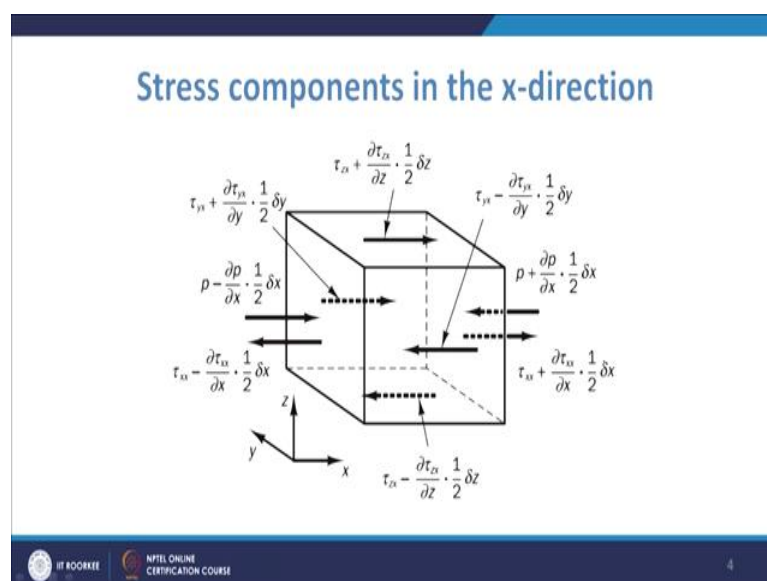 Stress components in the x-direction
τzx + ∂τzx/∂z · 1/2 δz
τyx + ∂τyx/∂y · 1/2 δy
τyx − ∂τyx/∂y · 1/2 δy
p − ∂p/∂x · 1/2 δx
p + ∂p/∂x · 1/2 δx
τxx − ∂τxx/∂x · 1/2 δx
τxx + ∂τxx/∂x · 1/2 δx
z
y
x
τzx − ∂τzx/∂z · 1/2 δz
IIT ROORKEE
NPTEL ONLINE
CERTIFICATION COURSE
4